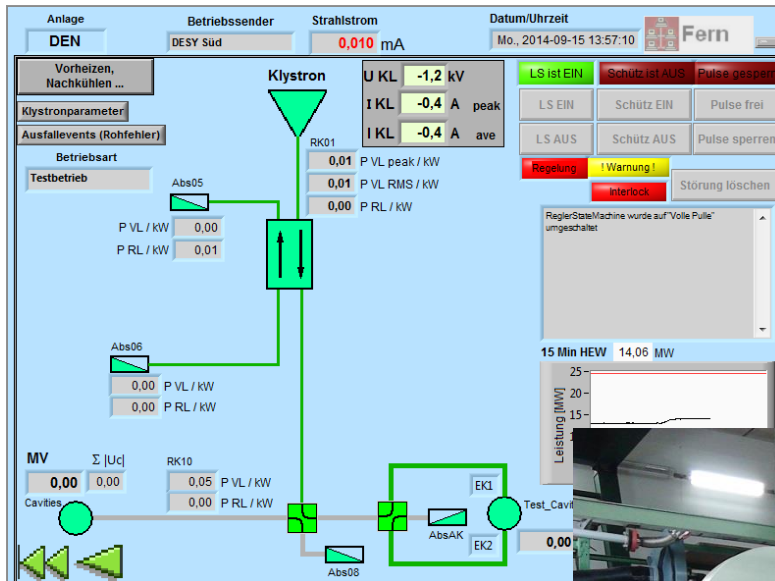 Anlage
DEN
Betriebssender
DESY Süd
Strahlstrom
0,010 mA
Datum/Uhrzeit
Mo., 2014-09-15 13:57:10
Fern
Vorheizen,
Nachkühlen ...
Klystronparameter
Ausfallevents (Rohfehler)
Betriebsart
Testbetrieb
Klystron
U KL -1,2 kV
I KL -0,4 A peak
I KL -0,4 A ave
LS ist EIN
Schütz ist AUS
Pulse gesperrt
LS EIN
Schütz EIN
Pulse frei
LS AUS
Schütz AUS
Pulse sperren
Regelung
! Warnung !
Interlock
Störung löschen
ReglerStateMachine wurde auf "Volle Pulle"
umgeschaltet
RK01
0,01 P VL peak / kW
0,01 P VL RMS / kW
0,00 P RL / kW
Abs05
P VL / kW 0,00
P RL / kW 0,01
Abs06
0,00 P VL / kW
0,00 P RL / kW
15 Min HEW 14,06 MW
Leistung [MW]
25
20
15
MV
0,00
Σ |Uc|
0,00
Cavities
RK10
0,05 P VL / kW
0,00 P RL / kW
EK1
EK2
AbsAK
Abs08
Test_Cavi
0,00